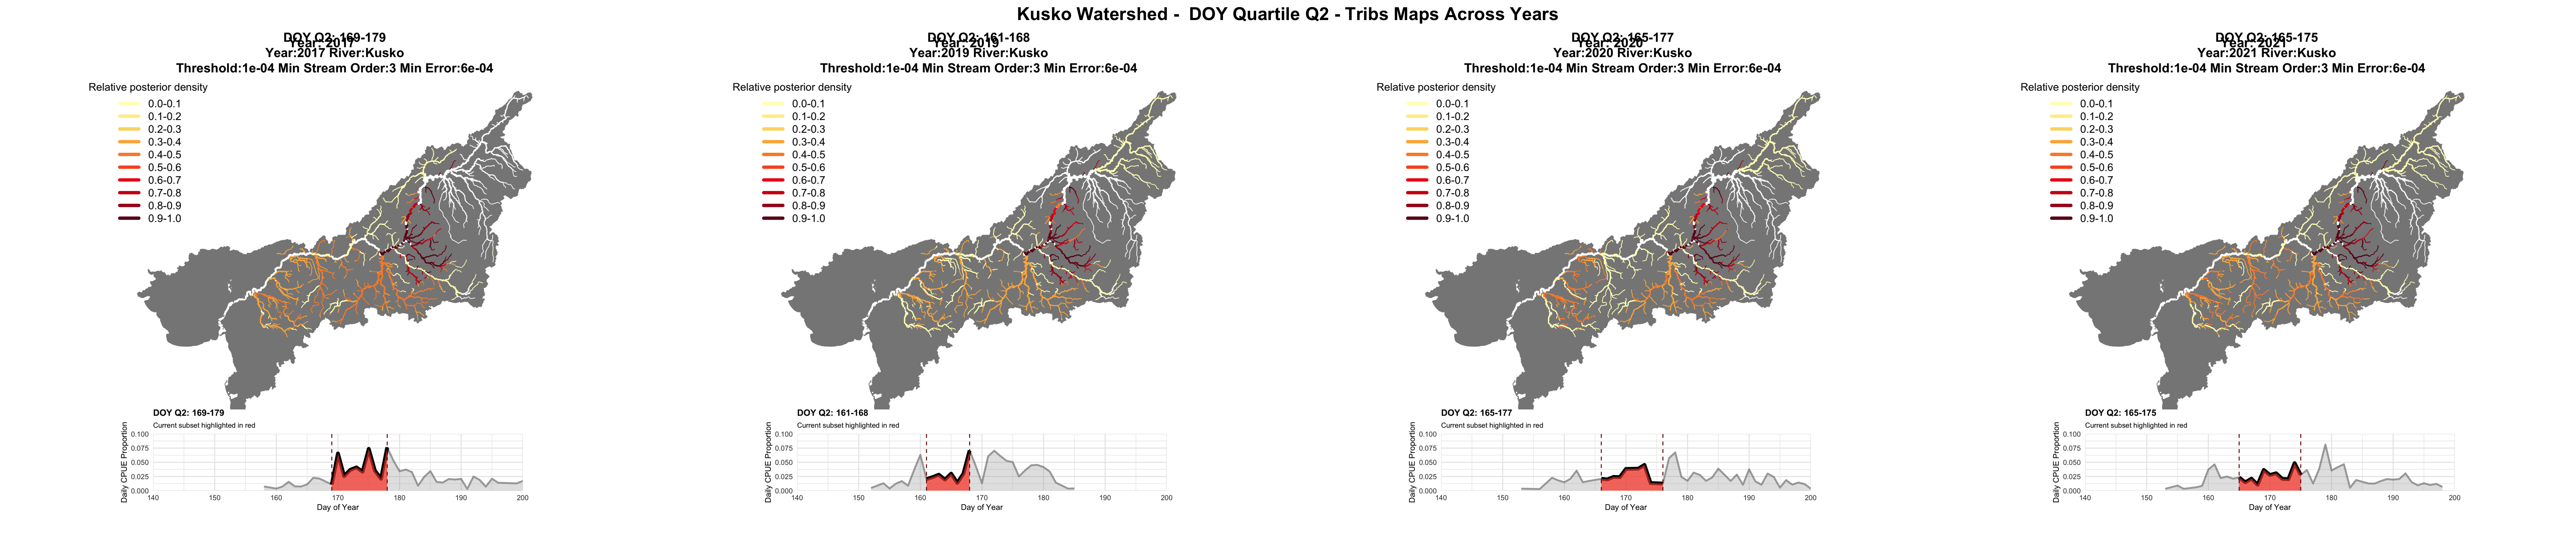 Kusko Watershed -  DOY Quartile Q2 - Tribs Maps Across Years
DOY Q2: 169-179
Year: 2017
Year:2017 River:Kusko
Threshold:1e-04 Min Stream Order:3 Min Error:6e-04
Relative posterior density
0.0-0.1
0.1-0.2
0.2-0.3
0.3-0.4
0.4-0.5
0.5-0.6
0.6-0.7
0.7-0.8
0.8-0.9
0.9-1.0
DOY Q2: 169-179
Current subset highlighted in red
Daily CPUE Proportion
0.100
0.075
0.050
0.025
0.000
140 150 160 170 180 190 200
Day of Year
DOY Q2: 161-168
Year: 2019
Year:2019 River:Kusko
Threshold:1e-04 Min Stream Order:3 Min Error:6e-04
Relative posterior density
0.0-0.1
0.1-0.2
0.2-0.3
0.3-0.4
0.4-0.5
0.5-0.6
0.6-0.7
0.7-0.8
0.8-0.9
0.9-1.0
DOY Q2: 161-168
Current subset highlighted in red
Daily CPUE Proportion
0.100
0.075
0.050
0.025
0.000
140 150 160 170 180 190 200
Day of Year
DOY Q2: 165-177
Year: 2020
Year:2020 River:Kusko
Threshold:1e-04 Min Stream Order:3 Min Error:6e-04
Relative posterior density
0.0-0.1
0.1-0.2
0.2-0.3
0.3-0.4
0.4-0.5
0.5-0.6
0.6-0.7
0.7-0.8
0.8-0.9
0.9-1.0
DOY Q2: 165-177
Current subset highlighted in red
Daily CPUE Proportion
0.100
0.075
0.050
0.025
0.000
140 150 160 170 180 190 200
Day of Year
DOY Q2: 165-175
Year: 2021
Year:2021 River:Kusko
Threshold:1e-04 Min Stream Order:3 Min Error:6e-04
Relative posterior density
0.0-0.1
0.1-0.2
0.2-0.3
0.3-0.4
0.4-0.5
0.5-0.6
0.6-0.7
0.7-0.8
0.8-0.9
0.9-1.0
DOY Q2: 165-175
Current subset highlighted in red
Daily CPUE Proportion
0.100
0.075
0.050
0.025
0.000
140 150 160 170 180 190 200
Day of Year